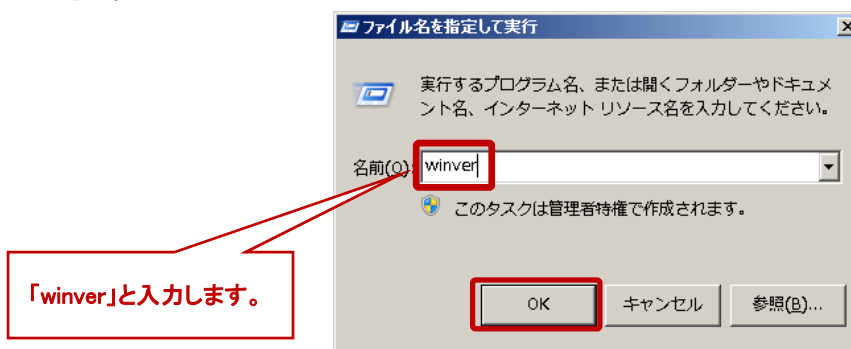 ファイル名を指定して実行
実行するプログラム名、または開くフォルダーやドキュメ
ント名、インターネット リソース名を入力してください。
名前(O): winver
このタスクは管理者特権で作成されます。
「winver」と入力します。
OK キャンセル 参照(B)...